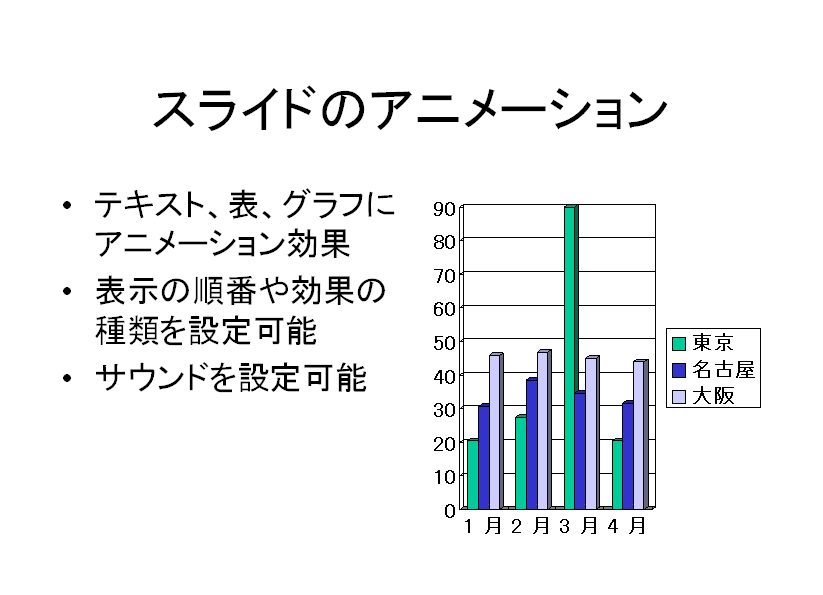 スライドのアニメーション
• テキスト、表、グラフに
アニメーション効果
• 表示の順番や効果の
種類を設定可能
• サウンドを設定可能
90
80
70
60
50
40
30
20
10
0
1 月 2 月 3 月 4 月
東京
名古屋
大阪